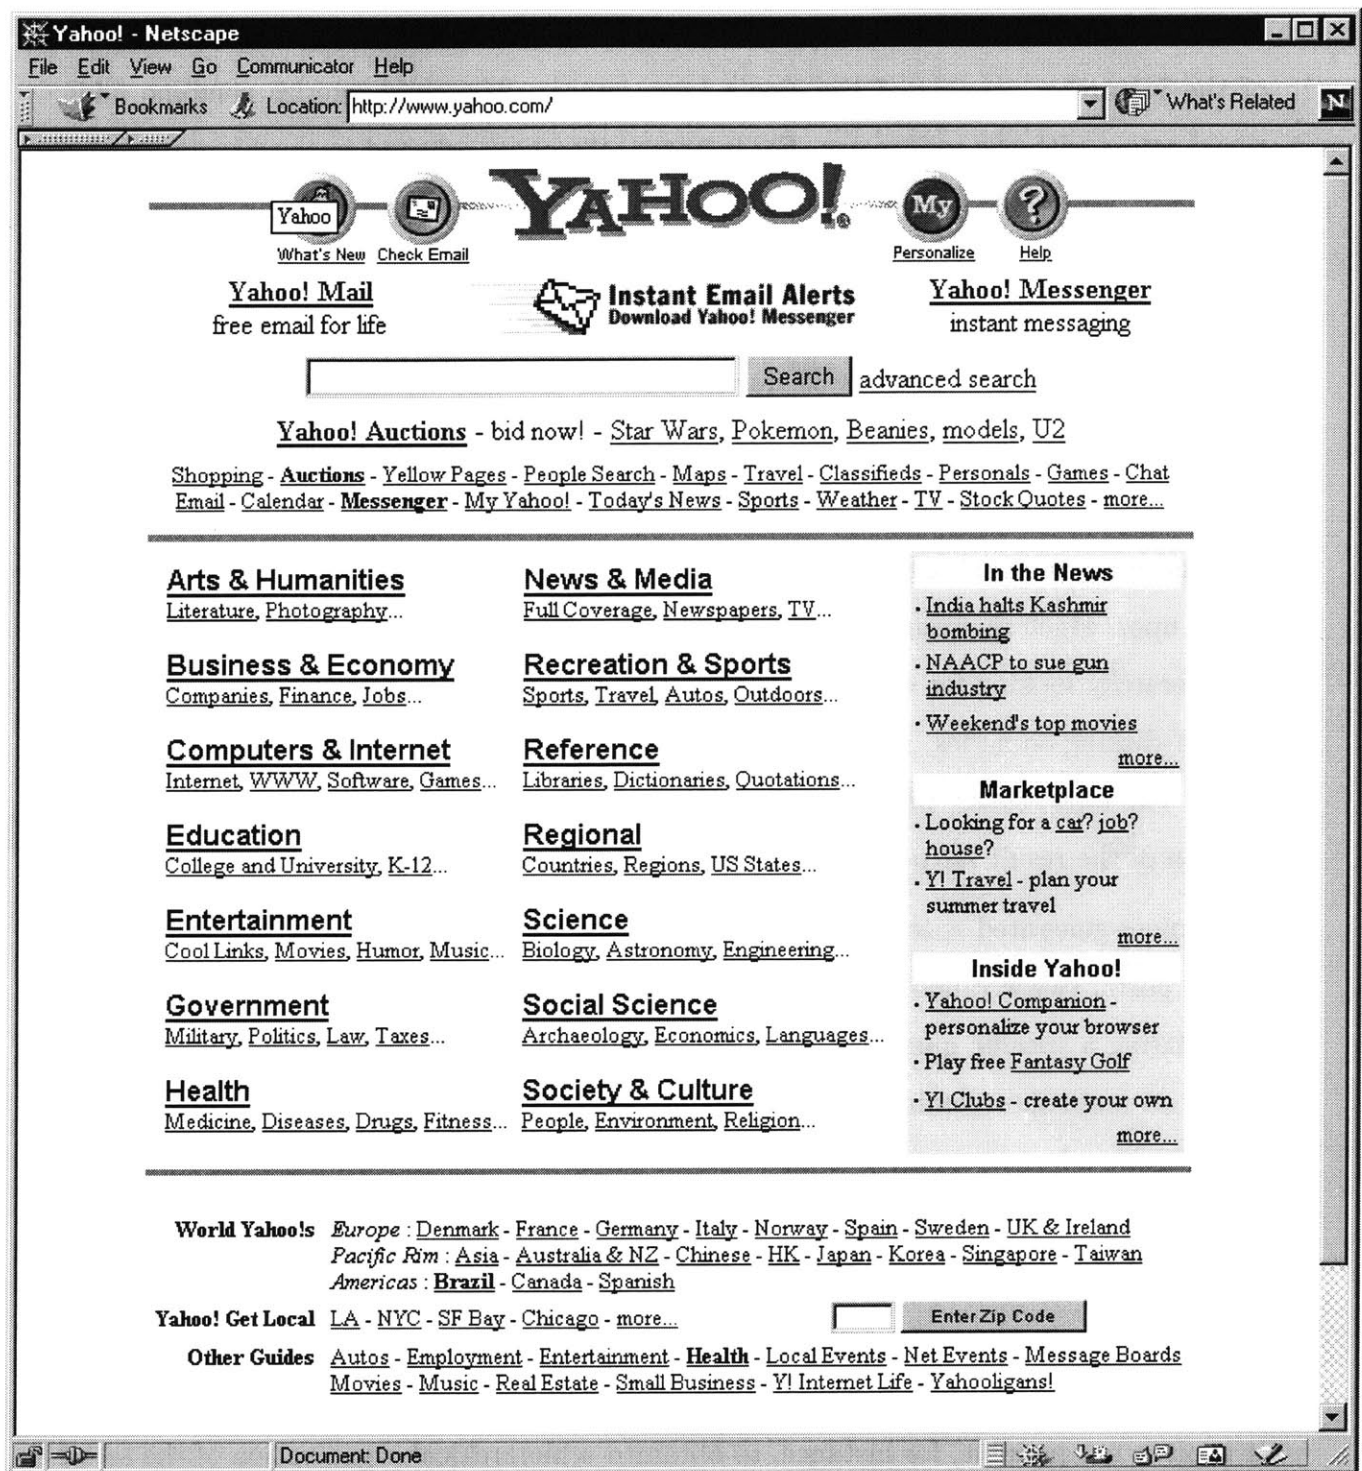 Yahoo! - Netscape
File Edit View Go Communicator Help
Bookmarks Location: http://www.yahoo.com/ What's Related N
YAHOO!®
My ?
Yahoo
What's New Check Email Personalize Help
Yahoo! Mail
free email for life
Instant Email Alerts
Download Yahoo! Messenger
Yahoo! Messenger
instant messaging
Search advanced search
Yahoo! Auctions - bid now! - Star Wars, Pokemon, Beanies, models, U2
Shopping - Auctions - Yellow Pages - People Search - Maps - Travel - Classifieds - Personals - Games - Chat
Email - Calendar - Messenger - My Yahoo! - Today's News - Sports - Weather - TV - Stock Quotes - more...
Arts & Humanities
Literature, Photography...
Business & Economy
Companies, Finance, Jobs...
Computers & Internet
Internet, WWW, Software, Games...
Education
College and University, K-12...
Entertainment
Cool Links, Movies, Humor, Music...
Government
Military, Politics, Law, Taxes...
Health
Medicine, Diseases, Drugs, Fitness...
News & Media
Full Coverage, Newspapers, TV...
Recreation & Sports
Sports, Travel, Autos, Outdoors...
Reference
Libraries, Dictionaries, Quotations...
Regional
Countries, Regions, US States...
Science
Biology, Astronomy, Engineering...
Social Science
Archaeology, Economics, Languages...
Society & Culture
People, Environment, Religion...
In the News
· India halts Kashmir
bombing
· NAACP to sue gun
industry
· Weekend's top movies
more...
Marketplace
· Looking for a car? job?
house?
· Y! Travel - plan your
summer travel
more...
Inside Yahoo!
· Yahoo! Companion -
personalize your browser
· Play free Fantasy Golf
· Y! Clubs - create your own
more...
World Yahoo!s Europe : Denmark - France - Germany - Italy - Norway - Spain - Sweden - UK & Ireland
Pacific Rim : Asia - Australia & NZ - Chinese - HK - Japan - Korea - Singapore - Taiwan
Americas : Brazil - Canada - Spanish
Yahoo! Get Local LA - NYC - SF Bay - Chicago - more... Enter Zip Code
Other Guides Autos - Employment - Entertainment - Health - Local Events - Net Events - Message Boards
Movies - Music - Real Estate - Small Business - Y! Internet Life - Yahooligans!
Document: Done